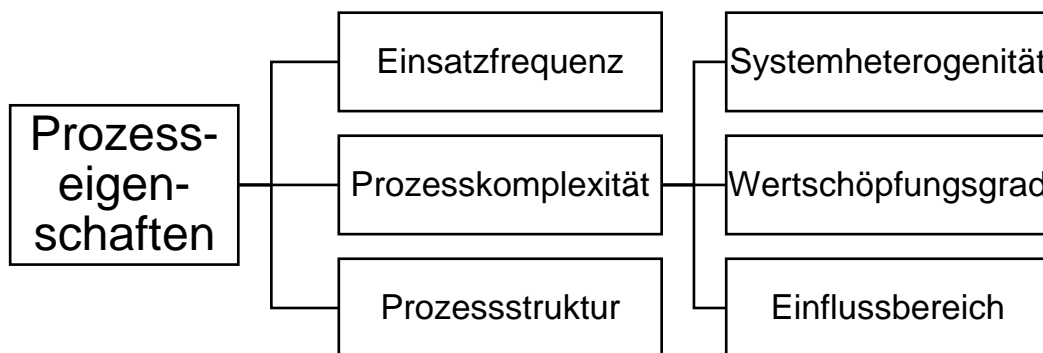 Prozess-
eigen-
schaften
Einsatzfrequenz
Prozesskomplexität
Prozessstruktur
Systemheterogenität
Wertschöpfungsgrad
Einflussbereich